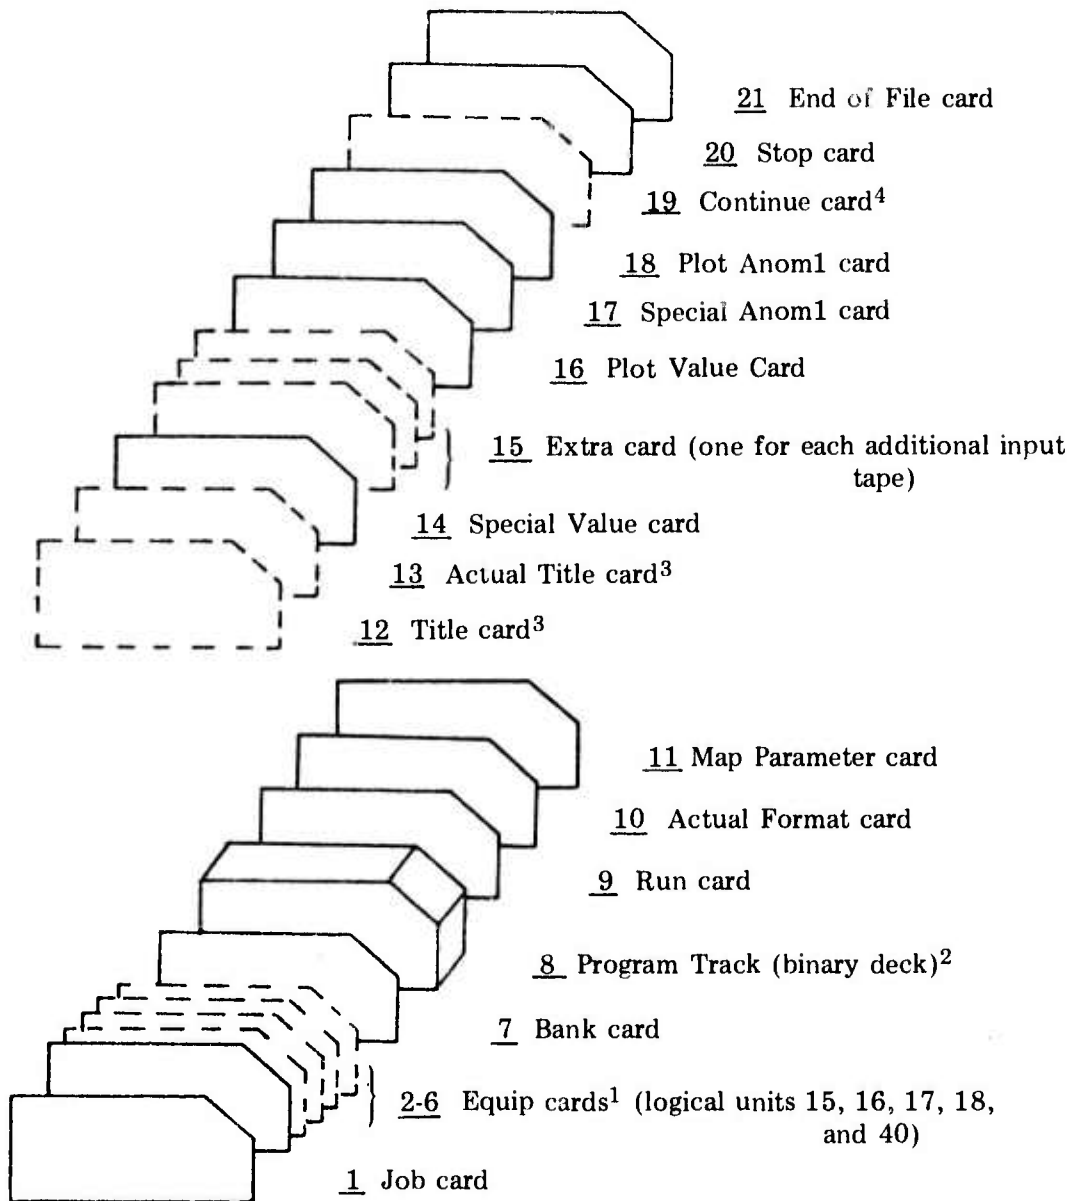 21 End of File card
20 Stop card
19 Continue card⁴
18 Plot Anom1 card
17 Special Anom1 card
16 Plot Value Card
15 Extra card (one for each additional input
tape)
14 Special Value card
13 Actual Title card³
12 Title card³
11 Map Parameter card
10 Actual Format card
9 Run card
8 Program Track (binary deck)²
7 Bank card
2-6 Equip cards¹ (logical units 15, 16, 17, 18,
and 40)
1 Job card